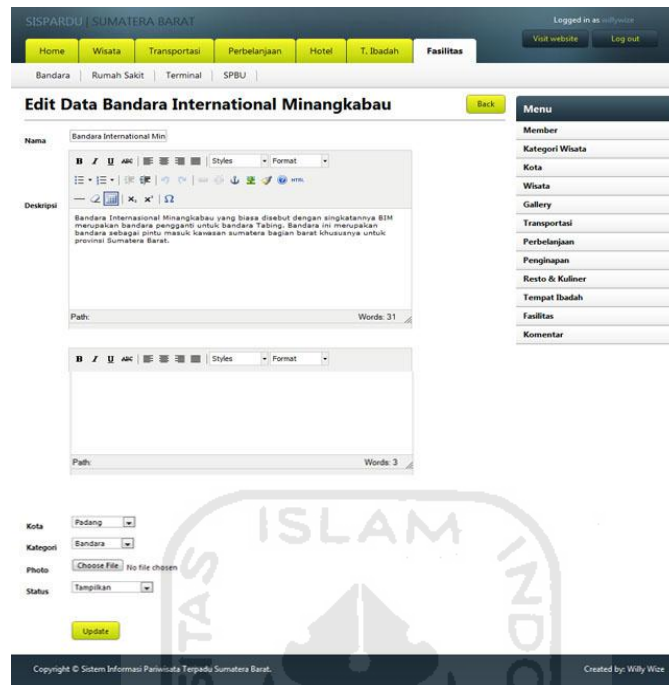 SISPARDU | SUMATERA BARAT
Logged in as willywize
Visit website Log out
Home Wisata Transportasi Perbelanjaan Hotel T. Ibadah Fasilitas
Bandara | Rumah Sakit | Terminal | SPBU |
Edit Data Bandara International Minangkabau
Back
Menu
Member
Kategori Wisata
Kota
Wisata
Gallery
Transportasi
Perbelanjaan
Penginapan
Resto & Kuliner
Tempat Ibadah
Fasilitas
Komentar
Nama Bandara International Min
B I U ABC Styles Format
HTML
Deskripsi
Bandara Internasional Minangkabau yang biasa disebut dengan singkatannya BIM
merupakan bandara pengganti untuk bandara Tabing. Bandara ini merupakan
bandara sebagai pintu masuk kawasan sumatera bagian barat khususnya untuk
provinsi Sumatera Barat.
Path: Words: 31
B I U ABC Styles Format
Path: Words: 3
Kota Padang
Kategori Bandara
Photo Choose File No file chosen
Status Tampilkan
Update
ISLAM
Copyright © Sistem Informasi Pariwisata Terpadu Sumatera Barat.
Created by: Willy Wize